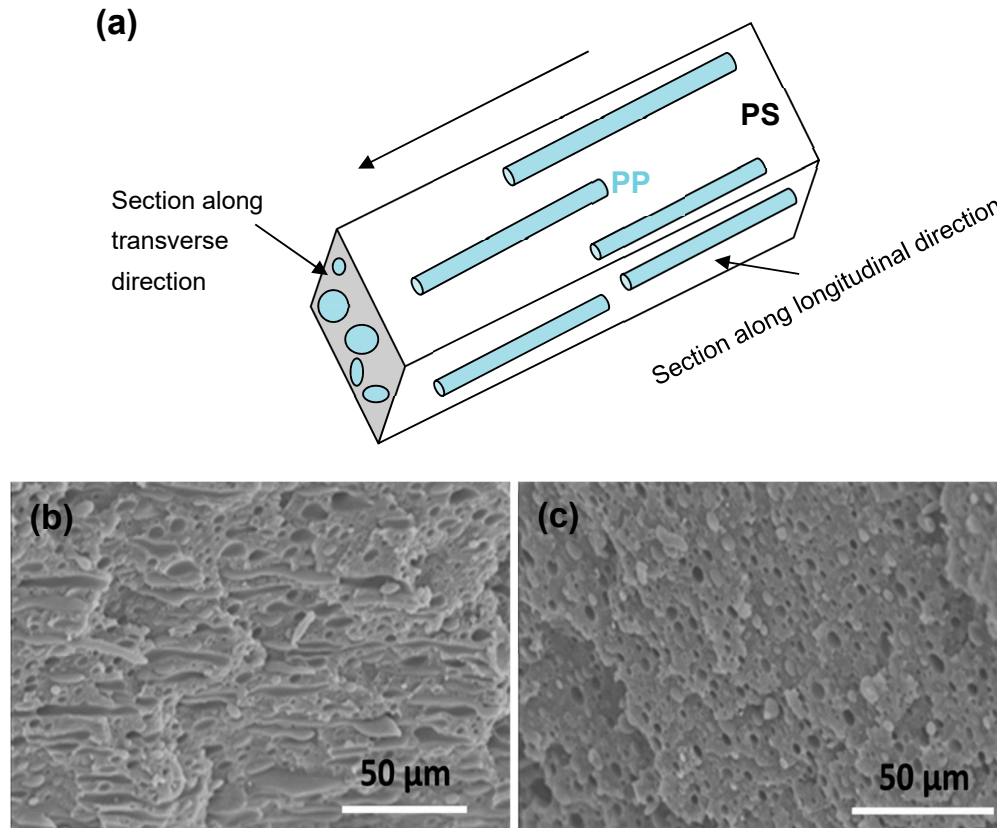 (a)
PS
PP
Section along
transverse
direction
Section along longitudinal direction
(b)
(c)
50 μm
50 μm